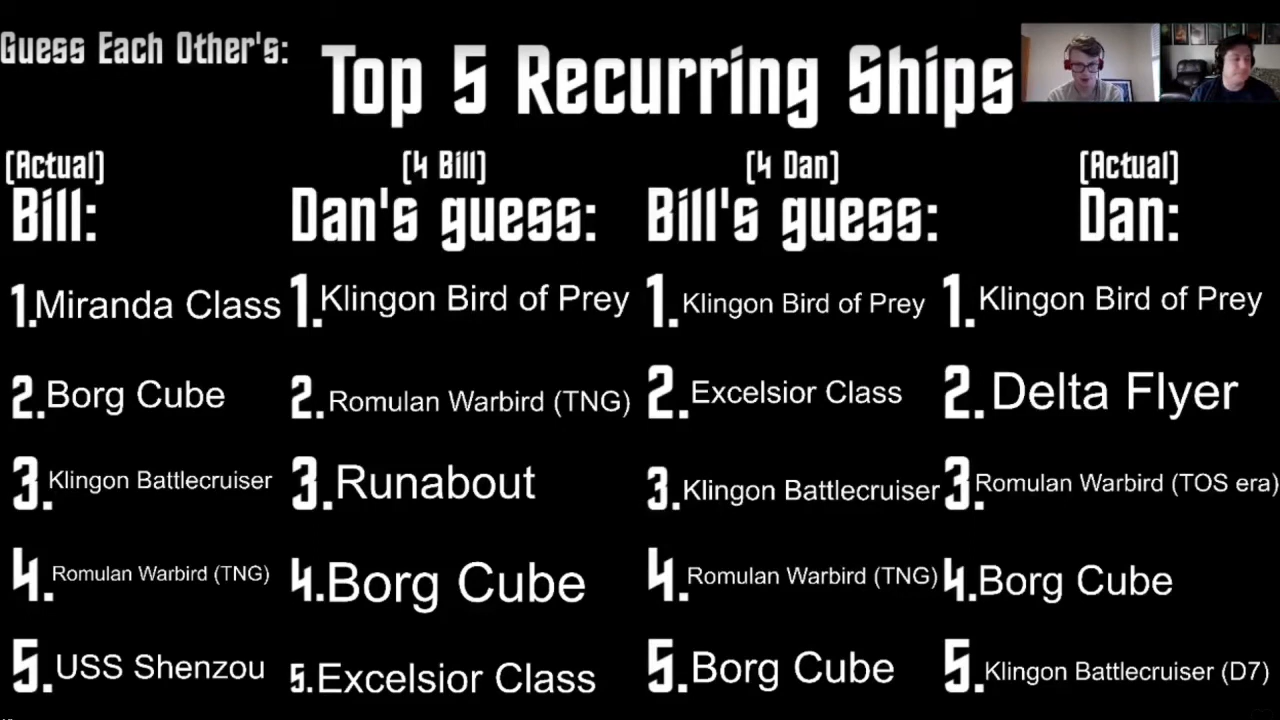 Guess Each Other's:
Top 5 Recurring Ships
[Actual]
Bill:
1. Miranda Class
2. Borg Cube
3. Klingon Battlecruiser
4. Romulan Warbird (TNG)
5. USS Shenzou
[4 Bill]
Dan's guess:
1. Klingon Bird of Prey
2. Romulan Warbird (TNG)
3. Runabout
4. Borg Cube
5. Excelsior Class
[4 Dan]
Bill's guess:
1. Klingon Bird of Prey
2. Excelsior Class
3. Klingon Battlecruiser
4. Romulan Warbird (TNG)
5. Borg Cube
[Actual]
Dan:
1. Klingon Bird of Prey
2. Delta Flyer
3. Romulan Warbird (TOS era)
4. Borg Cube
5. Klingon Battlecruiser (D7)